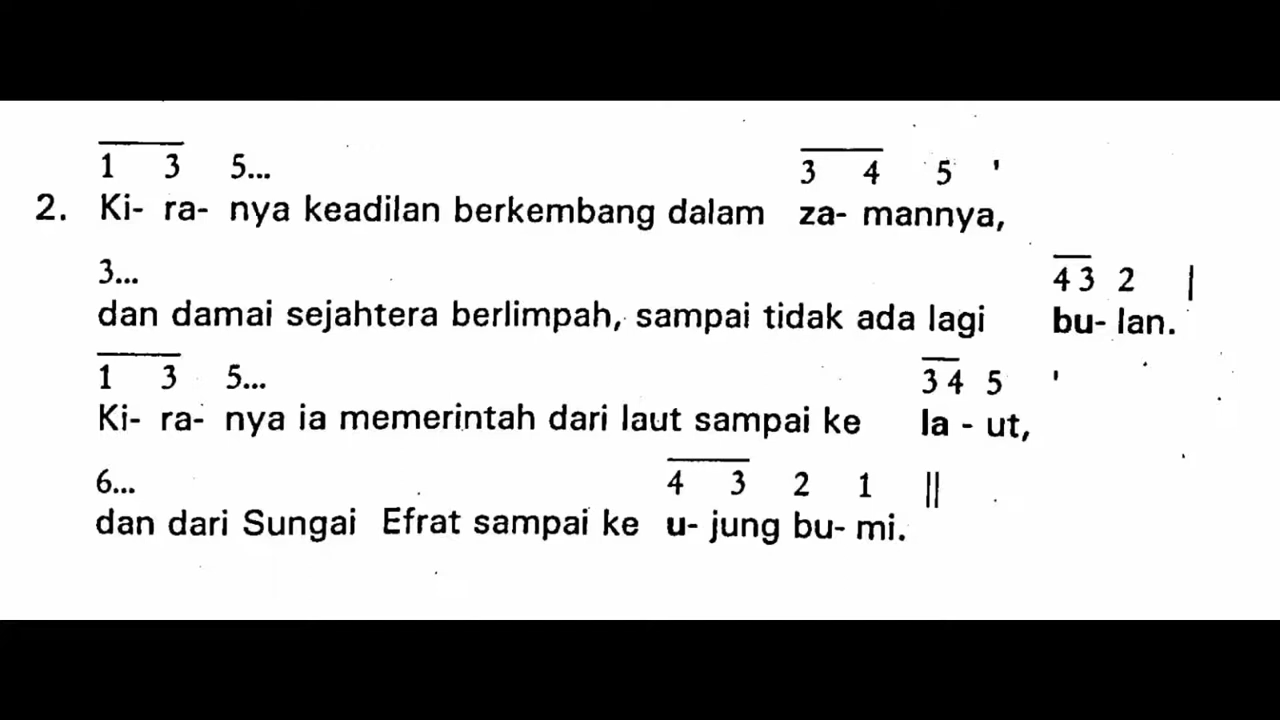 1 3 5... 3 4 5 '
2. Ki- ra- nya keadilan berkembang dalam za- mannya,
3... 4 3 2 |
dan damai sejahtera berlimpah, sampai tidak ada lagi bu- lan.
1 3 5... 3 4 5 '
Ki- ra- nya ia memerintah dari laut sampai ke la - ut,
6... 4 3 2 1 ||
dan dari Sungai Efrat sampai ke u- jung bu- mi.